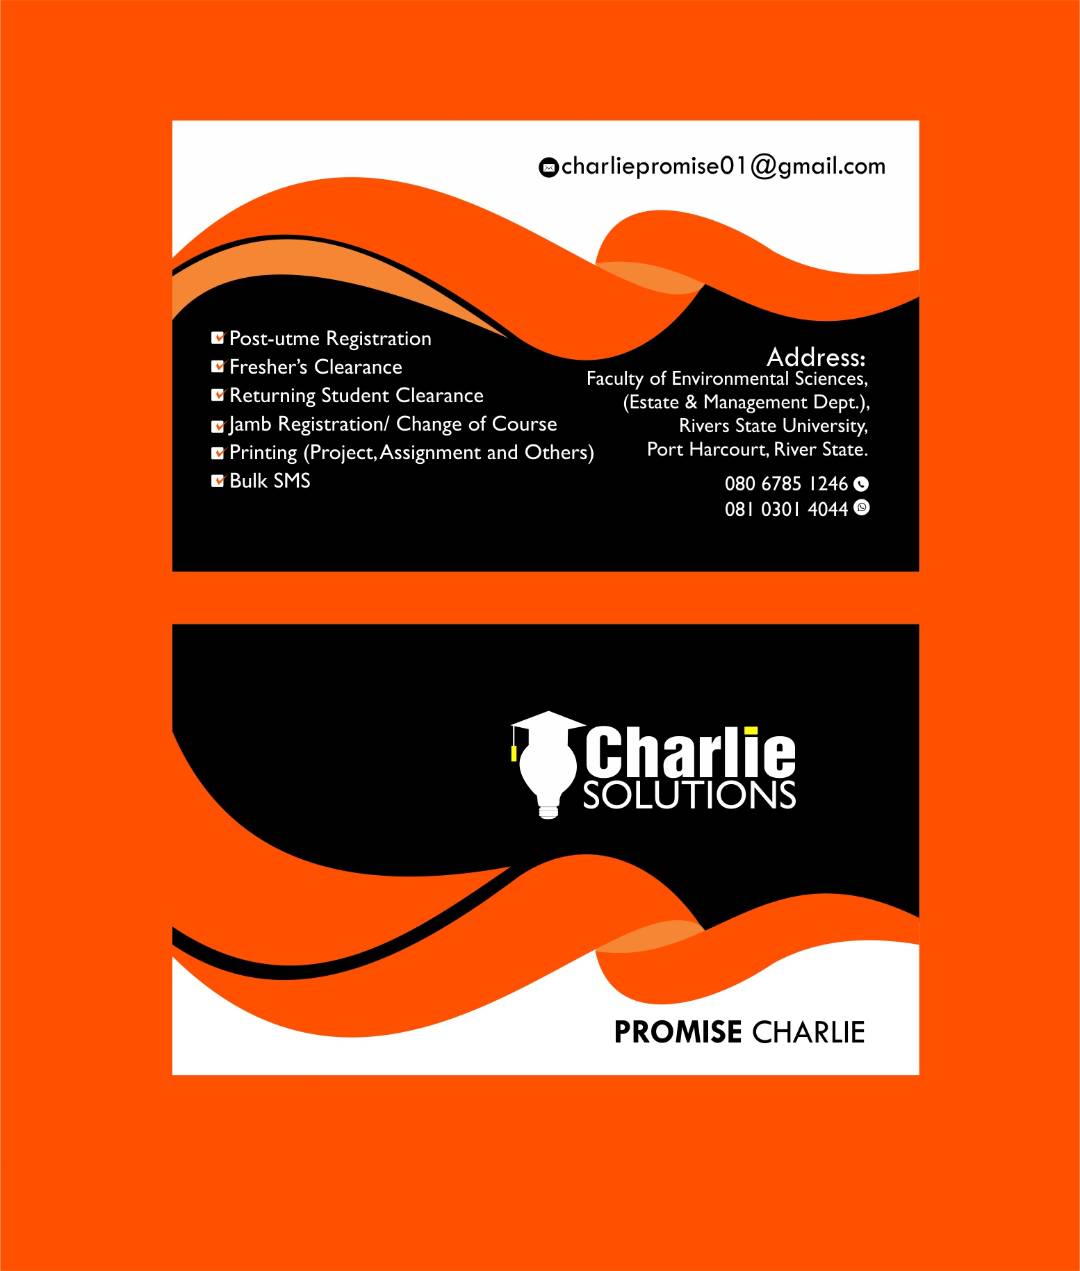 charliepromise01@gmail.com
Post-utme Registration
Fresher's Clearance
Returning Student Clearance
Jamb Registration/ Change of Course
Printing (Project,Assignment and Others)
Bulk SMS
Address:
Faculty of Environmental Sciences,
(Estate & Management Dept.),
Rivers State University,
Port Harcourt, River State.
080 6785 1246
081 0301 4044
Charlie
SOLUTIONS
PROMISE CHARLIE